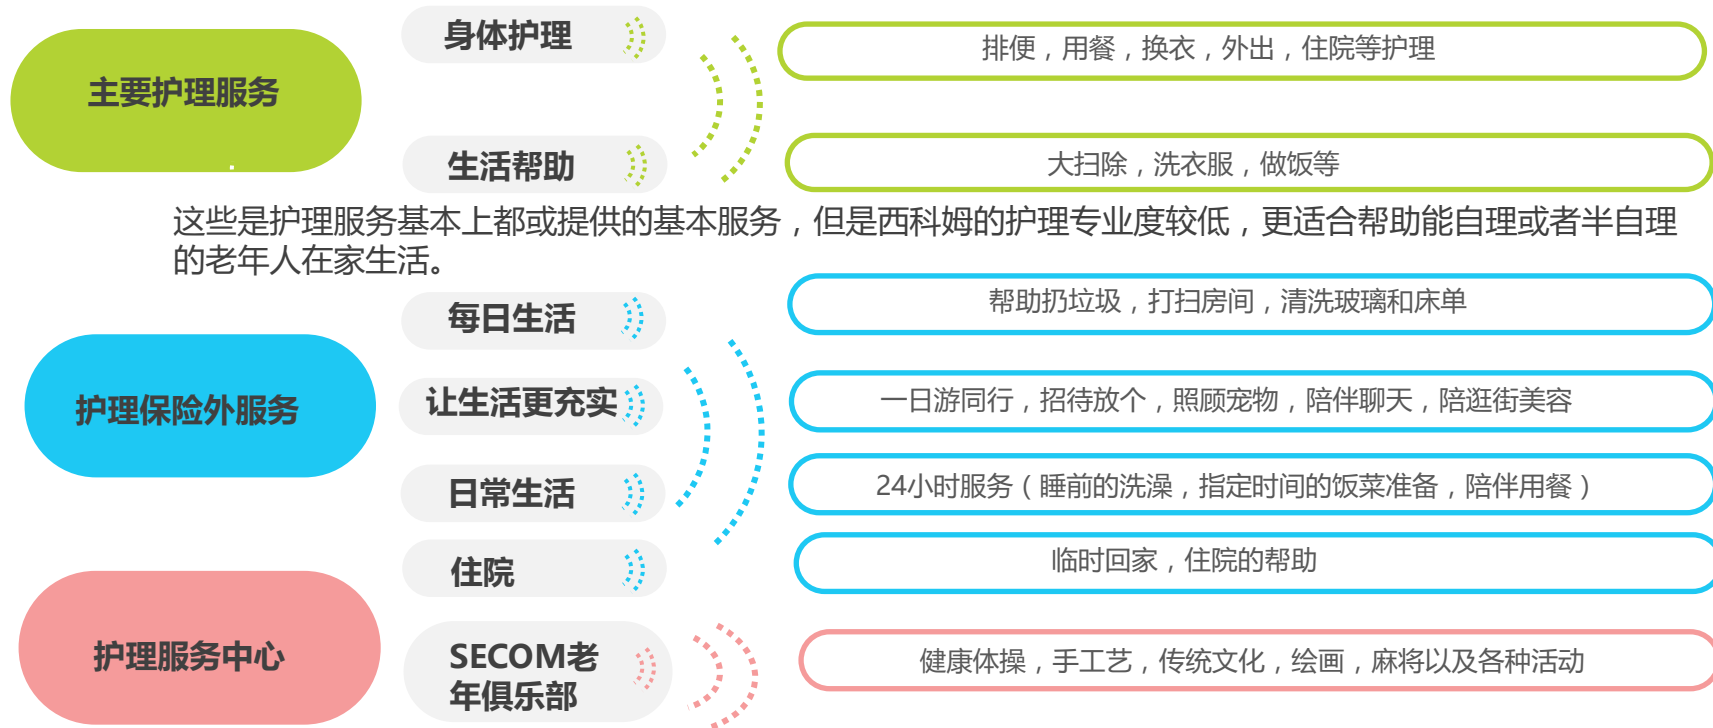 主要护理服务
身体护理
排便，用餐，换衣，外出，住院等护理
生活帮助
大扫除，洗衣服，做饭等
这些是护理服务基本上都或提供的基本服务，但是西科姆的护理专业度较低，更适合帮助能自理或者半自理
的老年人在家生活。
护理保险外服务
每日生活
帮助扔垃圾，打扫房间，清洗玻璃和床单
让生活更充实
一日游同行，招待放个，照顾宠物，陪伴聊天，陪逛街美容
日常生活
24小时服务（睡前的洗澡，指定时间的饭菜准备，陪伴用餐）
住院
临时回家，住院的帮助
护理服务中心
SECOM老
年俱乐部
健康体操，手工艺，传统文化，绘画，麻将以及各种活动